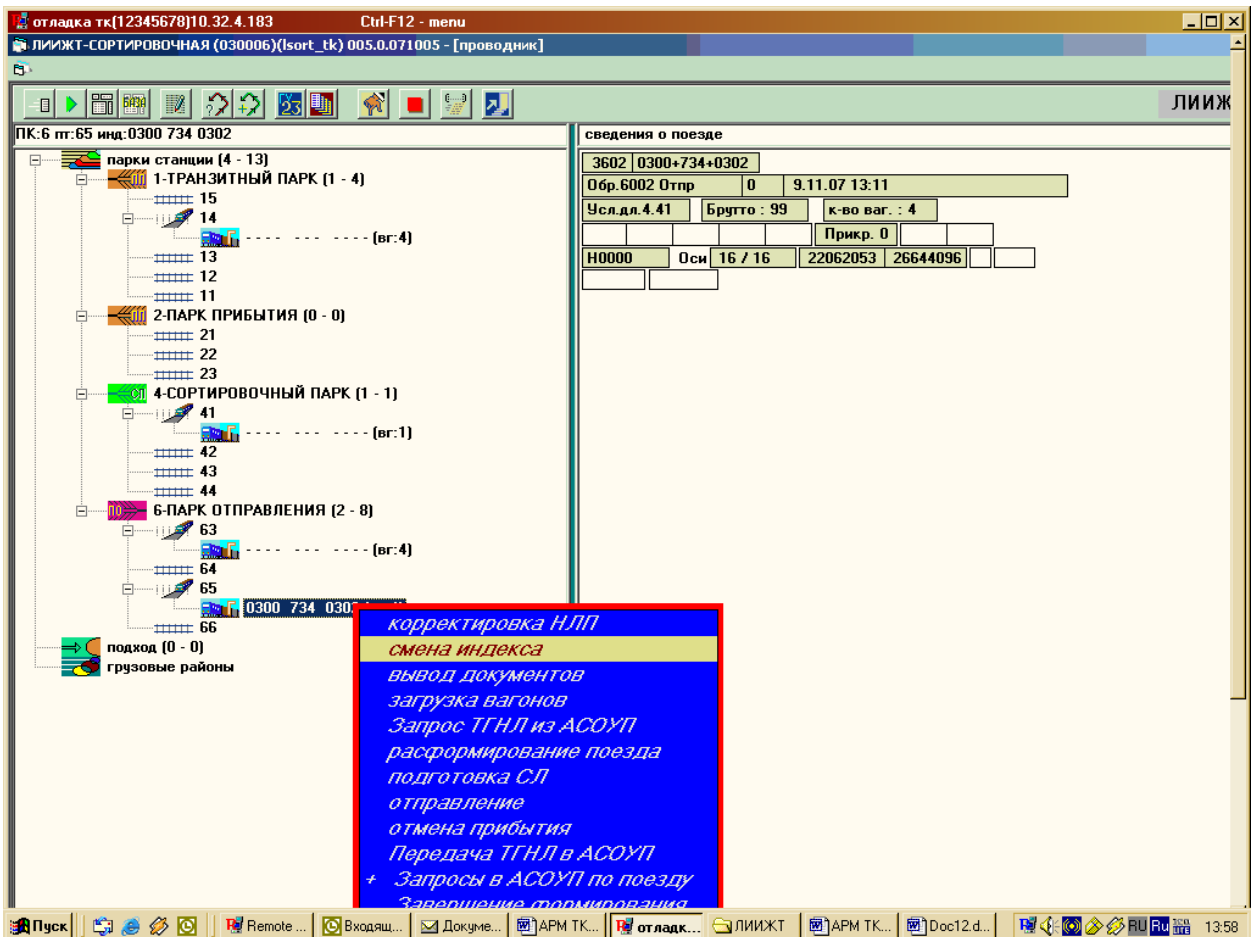 отладка тк(12345678)10.32.4.183 Ctrl-F12 - menu
ЛИИЖТ-СОРТИРОВОЧНАЯ (030006)(lsort_tk) 005.0.071005 - [проводник]
БАЗА 23 ЛИИЖ
ПК:6 пт:65 инд:0300 734 0302
парки станции (4 - 13)
1-ТРАНЗИТНЫЙ ПАРК (1 - 4)
15
14
---- --- ---- (вг:4)
13
12
11
2-ПАРК ПРИБЫТИЯ (0 - 0)
21
22
23
СП 4-СОРТИРОВОЧНЫЙ ПАРК (1 - 1)
41
---- --- ---- (вг:1)
42
43
44
ПО 6-ПАРК ОТПРАВЛЕНИЯ (2 - 8)
63
---- --- ---- (вг:4)
64
65
0300 734 030
66
подход (0 - 0)
грузовые районы
сведения о поезде
3602 0300+734+0302
Обр.6002 Отпр 0 9.11.07 13:11
Усл.дл.4.41 Брутто : 99 к-во ваг. : 4
Прикр. 0
Н0000 Оси 16 / 16 22062053 26644096
корректировка НЛП
смена индекса
вывод документов
загрузка вагонов
Запрос ТГНЛ из АСОУП
расформирование поезда
подготовка СЛ
отправление
отмена прибытия
Передача ТГНЛ в АСОУП
+ Запросы в АСОУП по поезду
Завершение формирования
Пуск Remote ... Входящ... Докуме... АРМ ТК... отладк... ЛИИЖТ АРМ ТК... Doc12.d... RU Ru 13:58